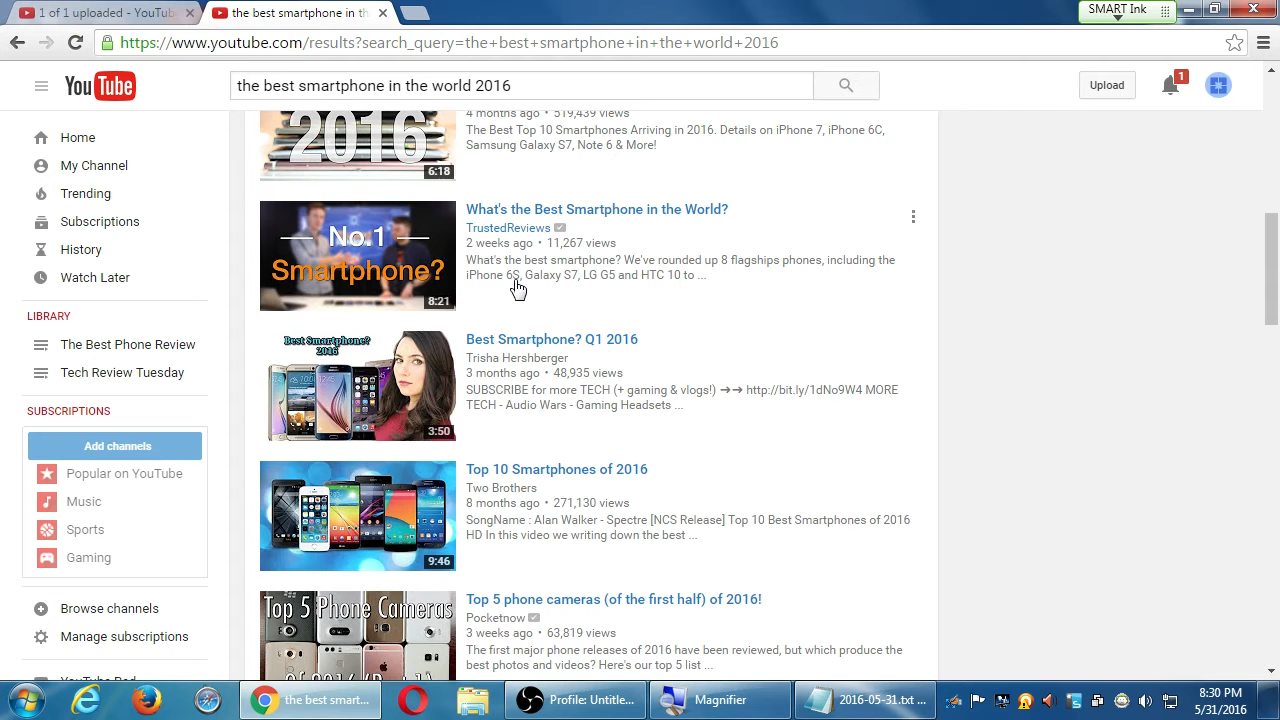 1 of 1 uploaded - YouTube
the best smartphone in th
SMART Ink
https://www.youtube.com/results?search_query=the+best+smartphone+in+the+world+2016
YouTube
the best smartphone in the world 2016
Upload
1
Home
My Channel
Trending
Subscriptions
History
Watch Later
LIBRARY
The Best Phone Review
Tech Review Tuesday
SUBSCRIPTIONS
Add channels
Popular on YouTube
Music
Sports
Gaming
Browse channels
Manage subscriptions
2016
6:18
4 months ago • 519,439 views
The Best Top 10 Smartphones Arriving in 2016. Details on iPhone 7, iPhone 6C,
Samsung Galaxy S7, Note 6 & More!
No.1
Smartphone?
8:21
What's the Best Smartphone in the World?
TrustedReviews
2 weeks ago • 11,267 views
What's the best smartphone? We've rounded up 8 flagships phones, including the
iPhone 6S, Galaxy S7, LG G5 and HTC 10 to ...
Best Smartphone?
2016
3:50
Best Smartphone? Q1 2016
Trisha Hershberger
3 months ago • 48,935 views
SUBSCRIBE for more TECH (+ gaming & vlogs!) ➔➔ http://bit.ly/1dNo9W4 MORE
TECH - Audio Wars - Gaming Headsets ...
9:46
Top 10 Smartphones of 2016
Two Brothers
8 months ago • 271,130 views
SongName : Alan Walker - Spectre [NCS Release] Top 10 Best Smartphones of 2016
HD In this video we writing down the best ...
Top 5 Phone Cameras
Top 5 phone cameras (of the first half) of 2016!
Pocketnow
3 weeks ago • 63,819 views
The first major phone releases of 2016 have been reviewed, but which produce the
best photos and videos? Here's our top 5 list ...
the best smart...
Profile: Untitle...
Magnifier
2016-05-31.txt ...
8:30 PM
5/31/2016